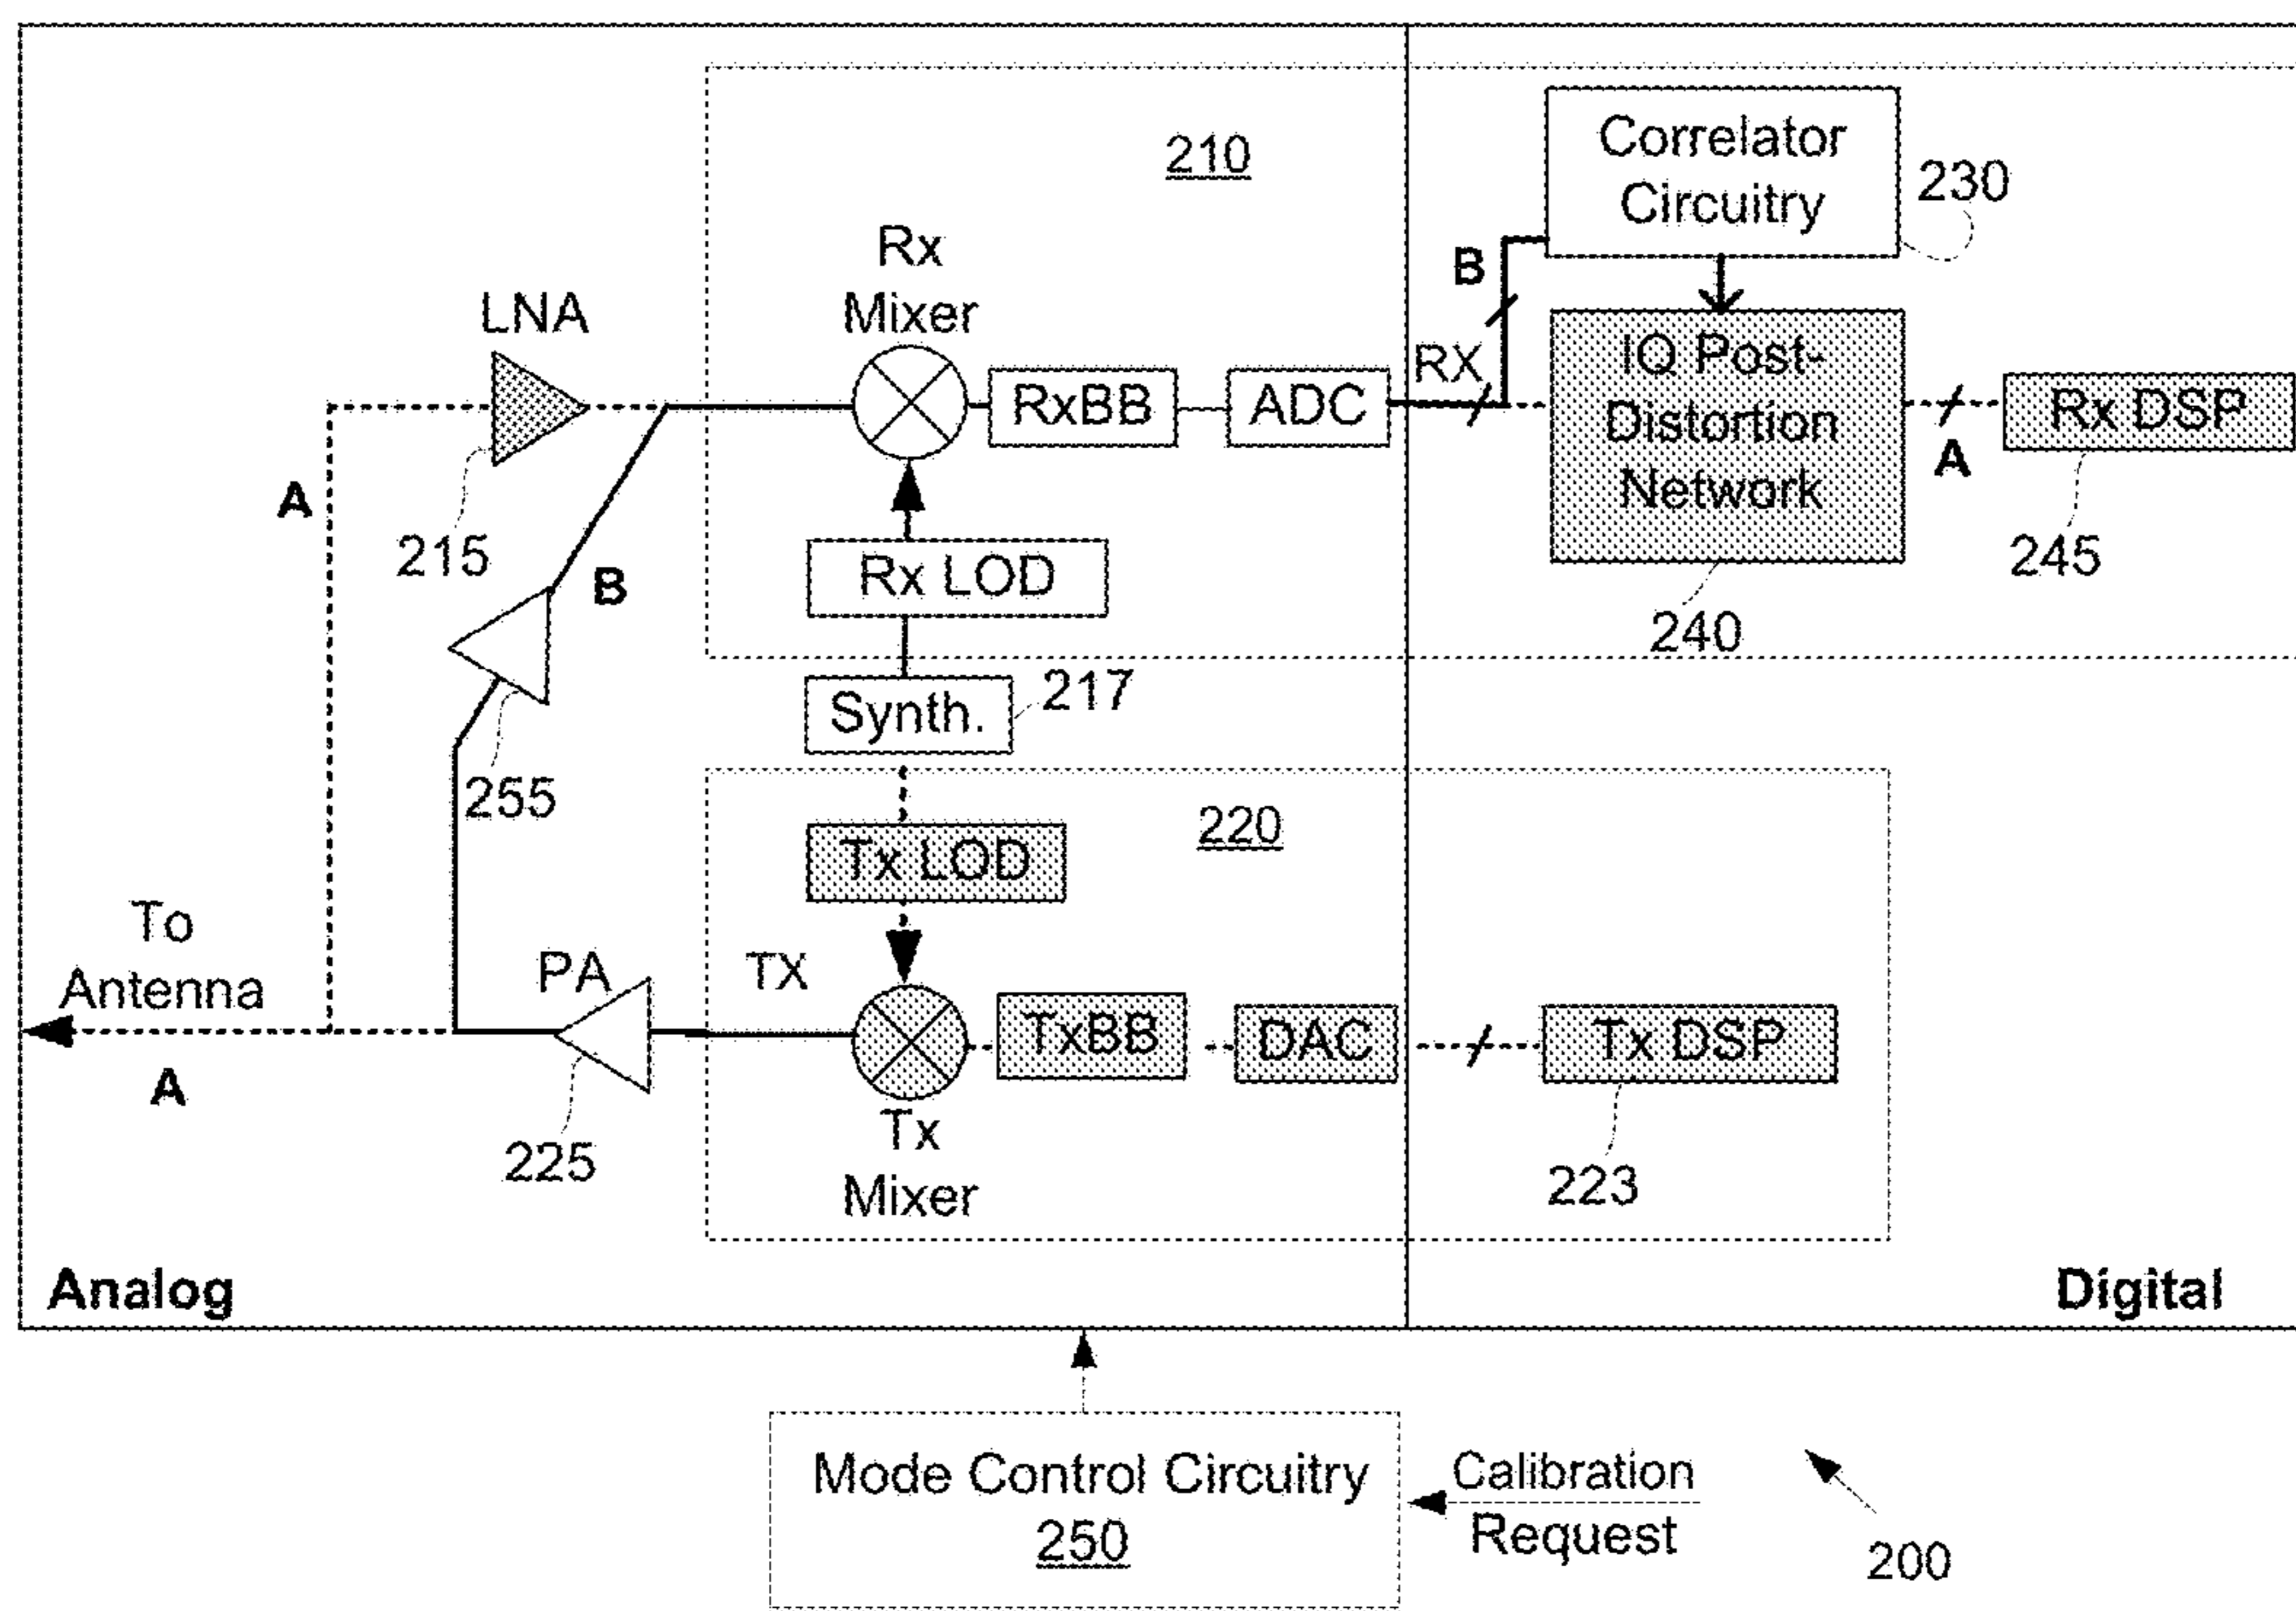 210
Correlator
Circuitry
230
Rx
Mixer
LNA
B
RX
RxBB
ADC
IQ Post-
Distortion
Network
A
Rx DSP
A
215
B
Rx LOD
240
245
Synth.
217
255
220
Tx LOD
To
Antenna
A
PA
TX
TxBB
DAC
Tx DSP
225
Tx
Mixer
223
Analog
Digital
Mode Control Circuitry
250
Calibration
Request
200